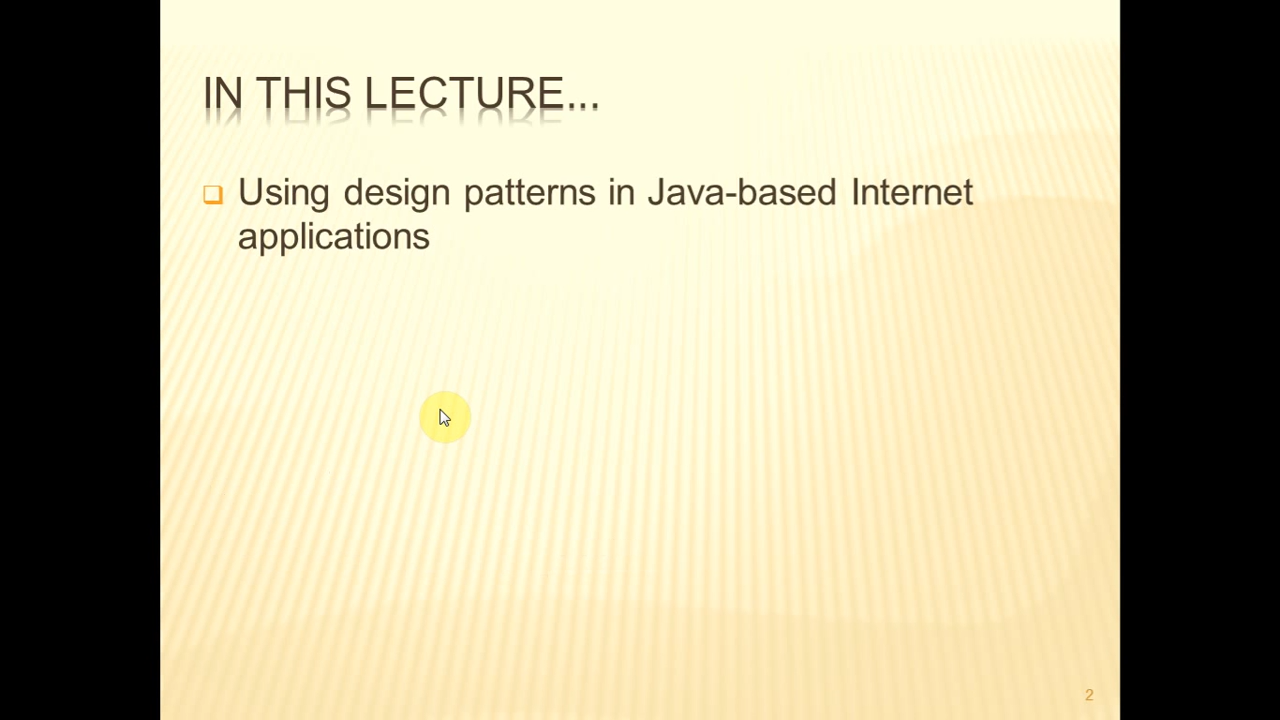 IN THIS LECTURE...
Using design patterns in Java-based Internet
applications
2